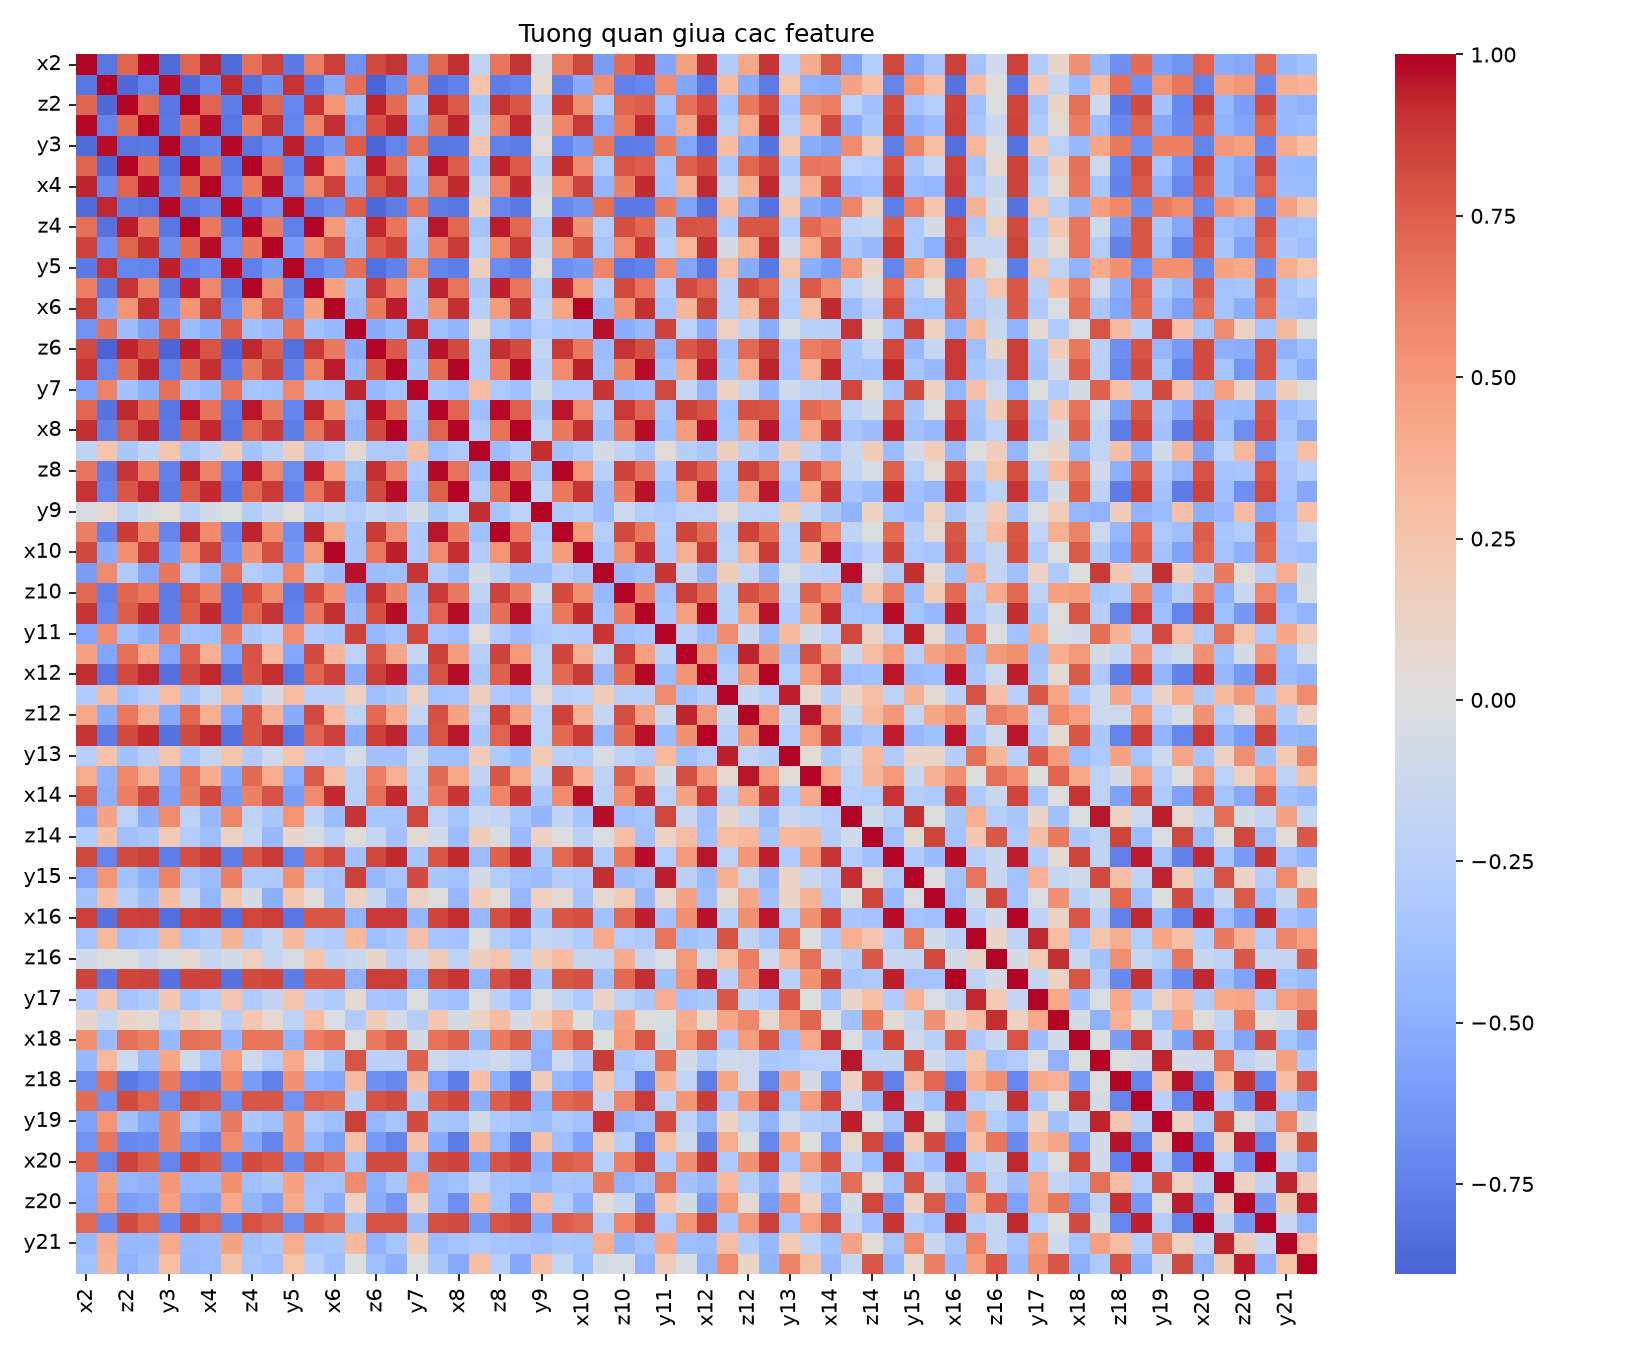 Tuong quan giua cac feature
x2
z2
y3
x4
z4
y5
x6
z6
y7
x8
z8
y9
x10
z10
y11
x12
z12
y13
x14
z14
y15
x16
z16
y17
x18
z18
y19
x20
z20
y21
x2
z2
y3
x4
z4
y5
x6
z6
y7
x8
z8
y9
x10
z10
y11
x12
z12
y13
x14
z14
y15
x16
z16
y17
x18
z18
y19
x20
z20
y21
1.00
0.75
0.50
0.25
0.00
−0.25
−0.50
−0.75